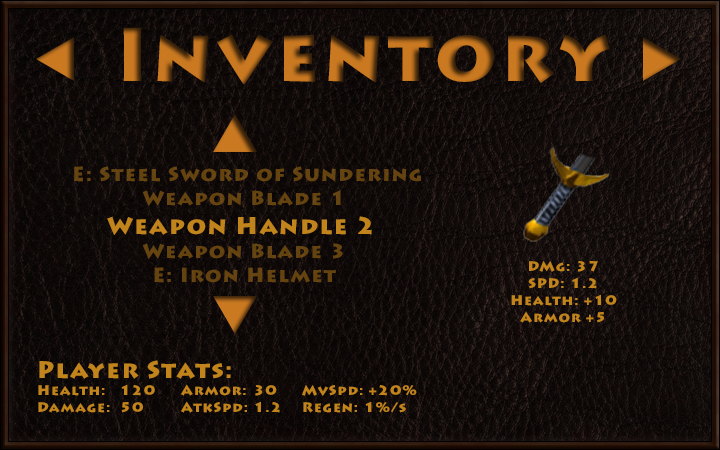 Inventory
E: Steel Sword of Sundering
Weapon Blade 1
Weapon Handle 2
Weapon Blade 3
E: Iron Helmet
DMg: 37
SPD: 1.2
Health: +10
Armor +5
Player Stats:
Health: 120 Armor: 30 MvSpd: +20%
Damage: 50 AtkSpd: 1.2 Regen: 1%/s